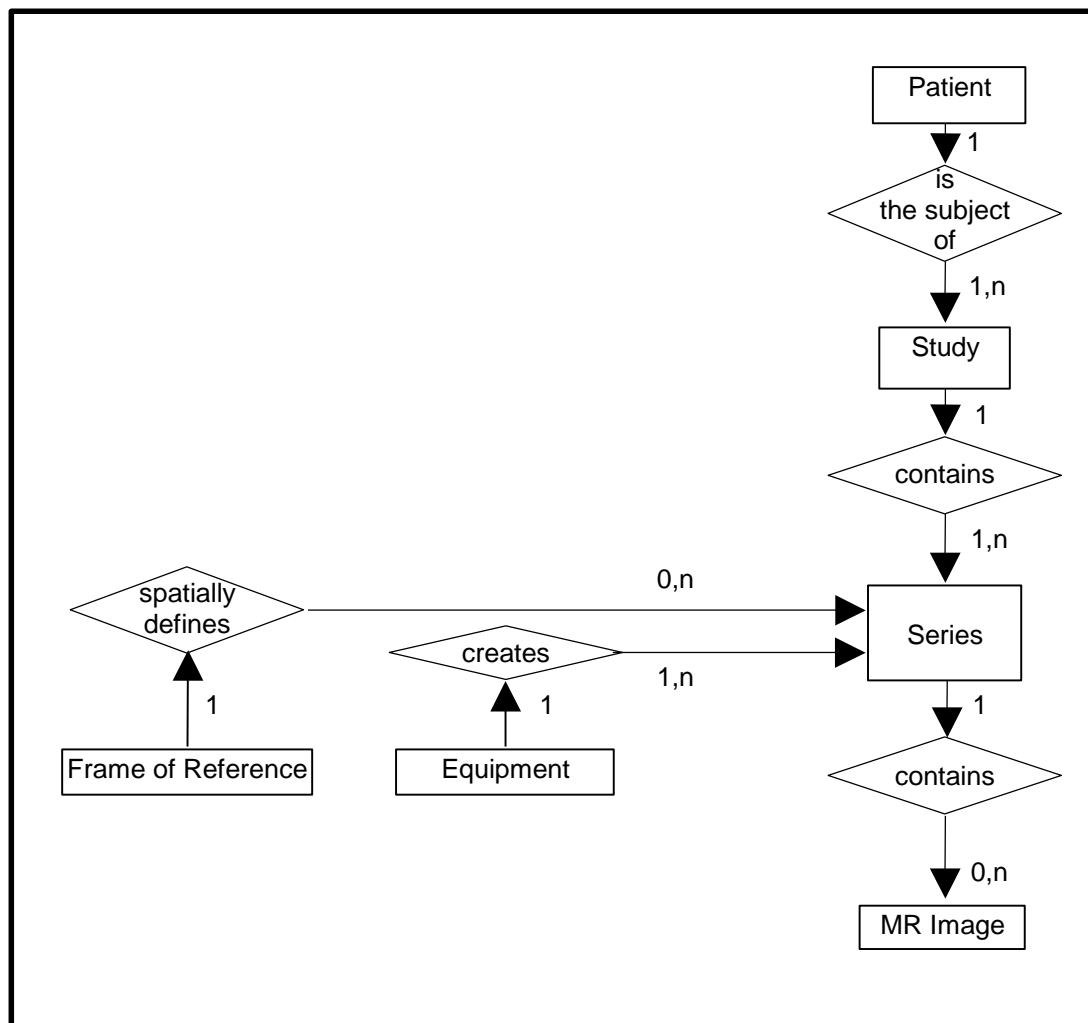 Patient
1
is
the subject
of
1,n
Study
1
contains
1,n
spatially
defines
0,n
Series
creates
1,n
1
1
1
Frame of Reference
Equipment
contains
0,n
MR Image